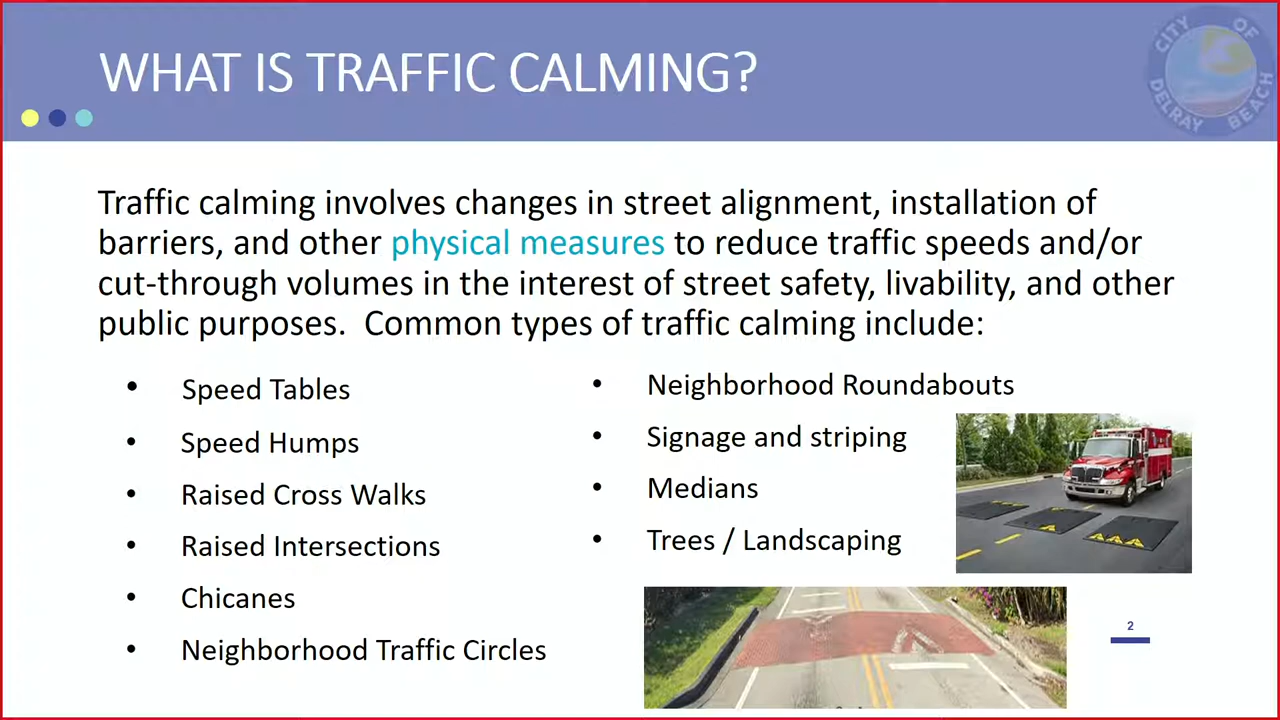 WHAT IS TRAFFIC CALMING?
CITY OF
DELRAY BEACH
Traffic calming involves changes in street alignment, installation of
barriers, and other physical measures to reduce traffic speeds and/or
cut-through volumes in the interest of street safety, livability, and other
public purposes.  Common types of traffic calming include:
• Speed Tables
• Speed Humps
• Raised Cross Walks
• Raised Intersections
• Chicanes
• Neighborhood Traffic Circles
• Neighborhood Roundabouts
• Signage and striping
• Medians
• Trees / Landscaping
2